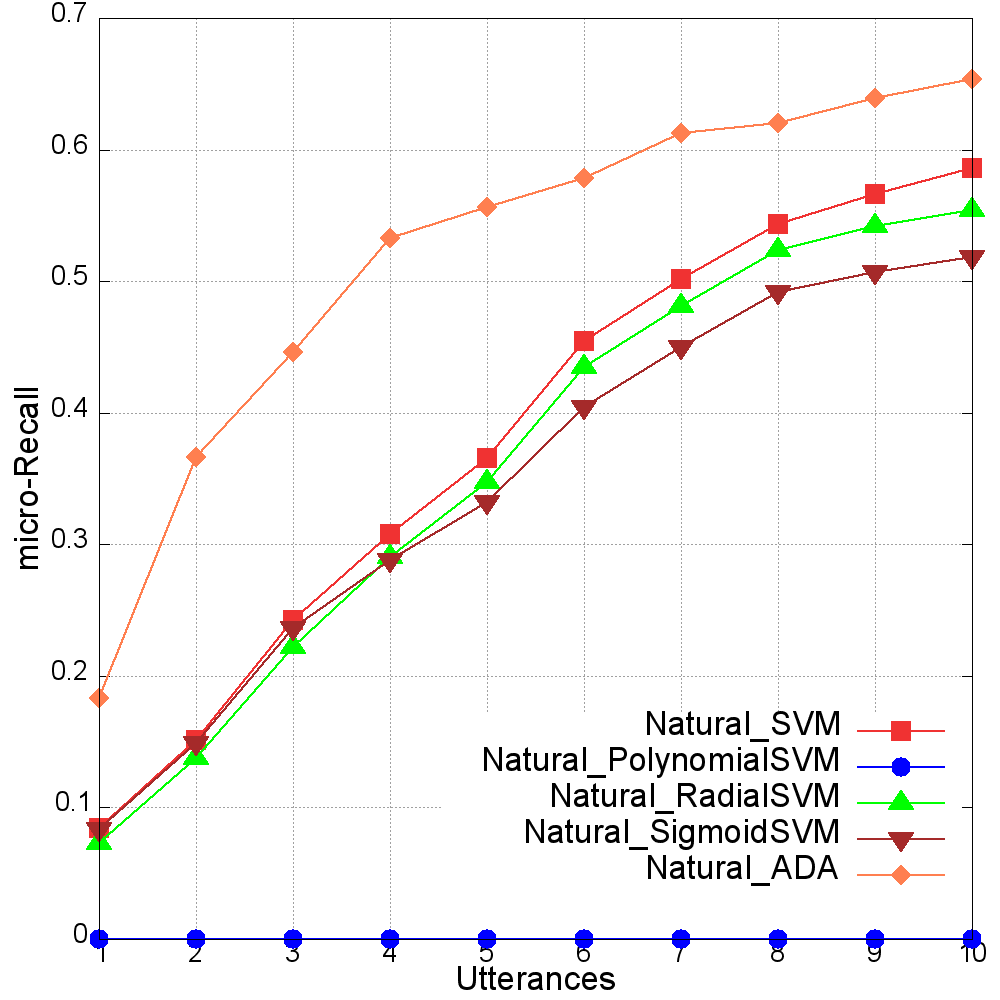 0.7
0.6
0.5
0.4
0.3
0.2
0.1
0
micro-Recall
1 2 3 4 5 6 7 8 9 10
Utterances
Natural_SVM
Natural_PolynomialSVM
Natural_RadialSVM
Natural_SigmoidSVM
Natural_ADA